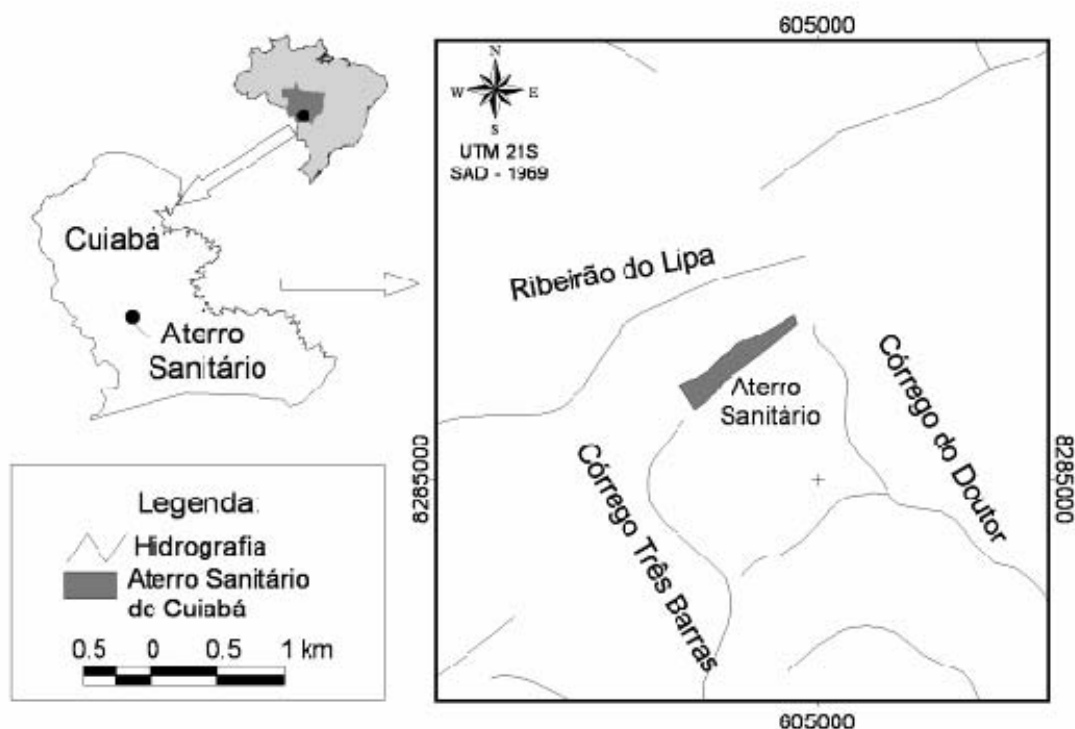 Cuiabá
Aterro
Sanitário
Legenda:
Hidrografia
Aterro Sanitário
de Cuiabá
0.5 0 0.5 1 km
605000
N
W E
S
UTM 21S
SAD - 1969
Ribeirão do Lipa
Aterro
Sanitário
Córrego do Doutor
Córrego Três Barras
8285000
8285000
605000